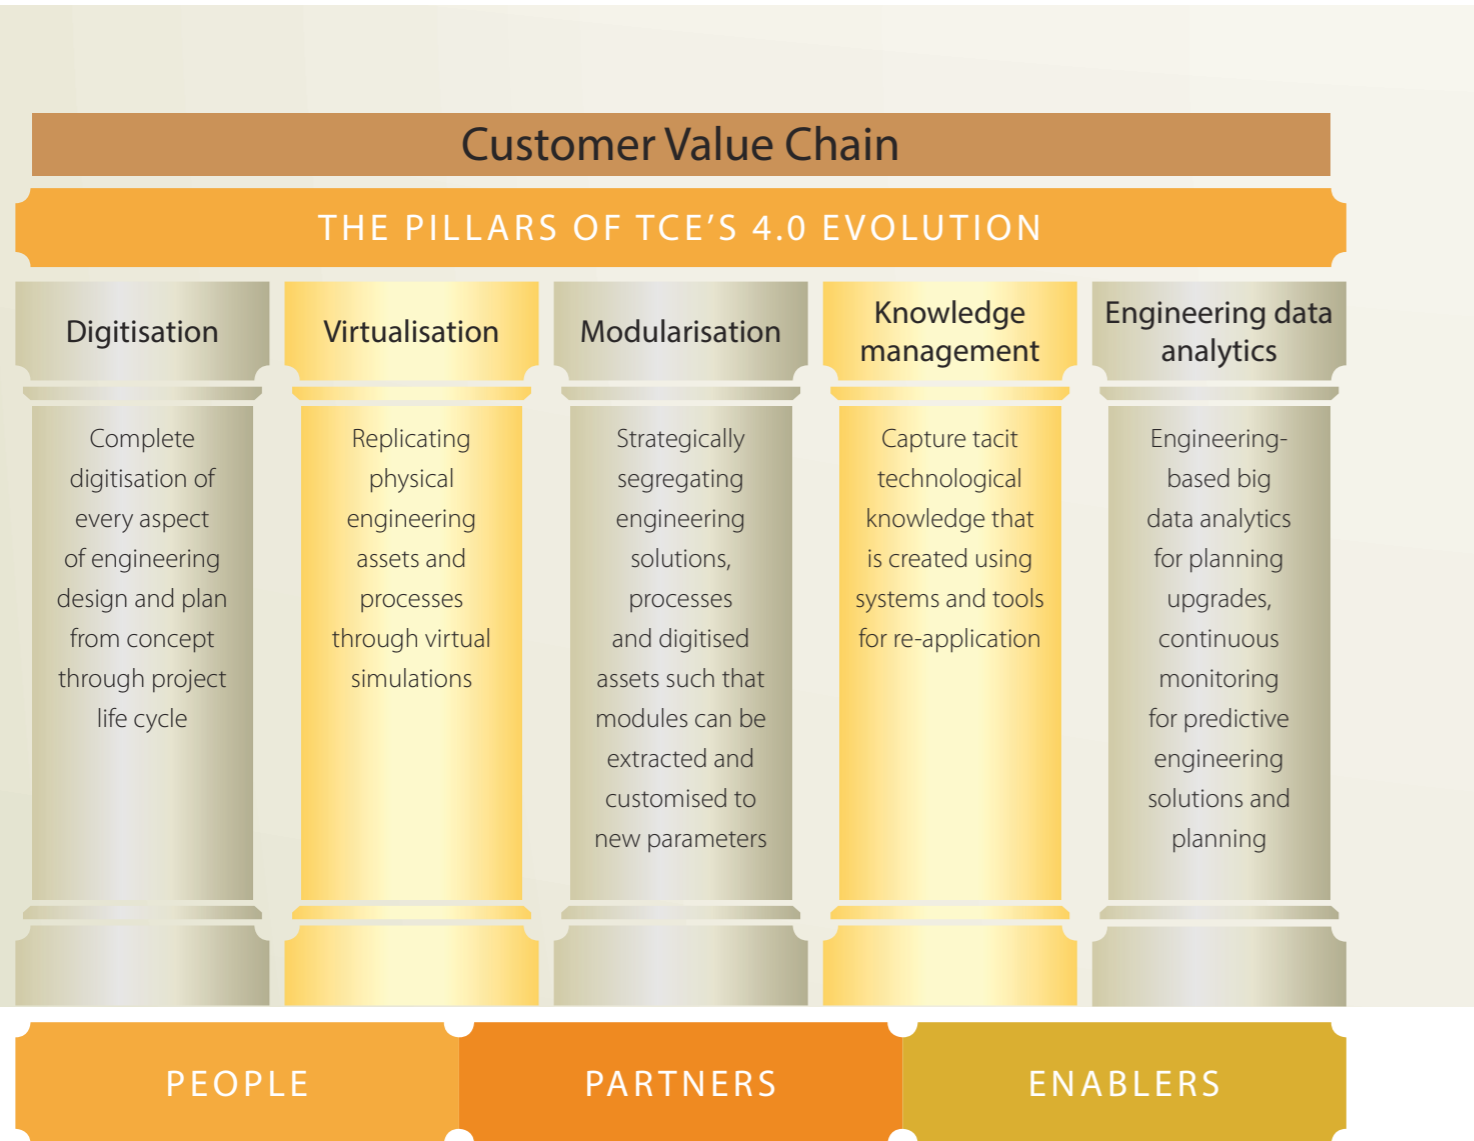 Customer Value Chain
THE PILLARS OF TCE’S 4.0 EVOLUTION
Digitisation
Complete
digitisation of
every aspect
of engineering
design and plan
from concept
through project
life cycle
Virtualisation
Replicating
physical
engineering
assets and
processes
through virtual
simulations
Modularisation
Strategically
segregating
engineering
solutions,
processes
and digitised
assets such that
modules can be
extracted and
customised to
new parameters
Knowledge
management
Capture tacit
technological
knowledge that
is created using
systems and tools
for re-application
Engineering data
analytics
Engineering-
based big
data analytics
for planning
upgrades,
continuous
monitoring
for predictive
engineering
solutions and
planning
PEOPLE
PARTNERS
ENABLERS